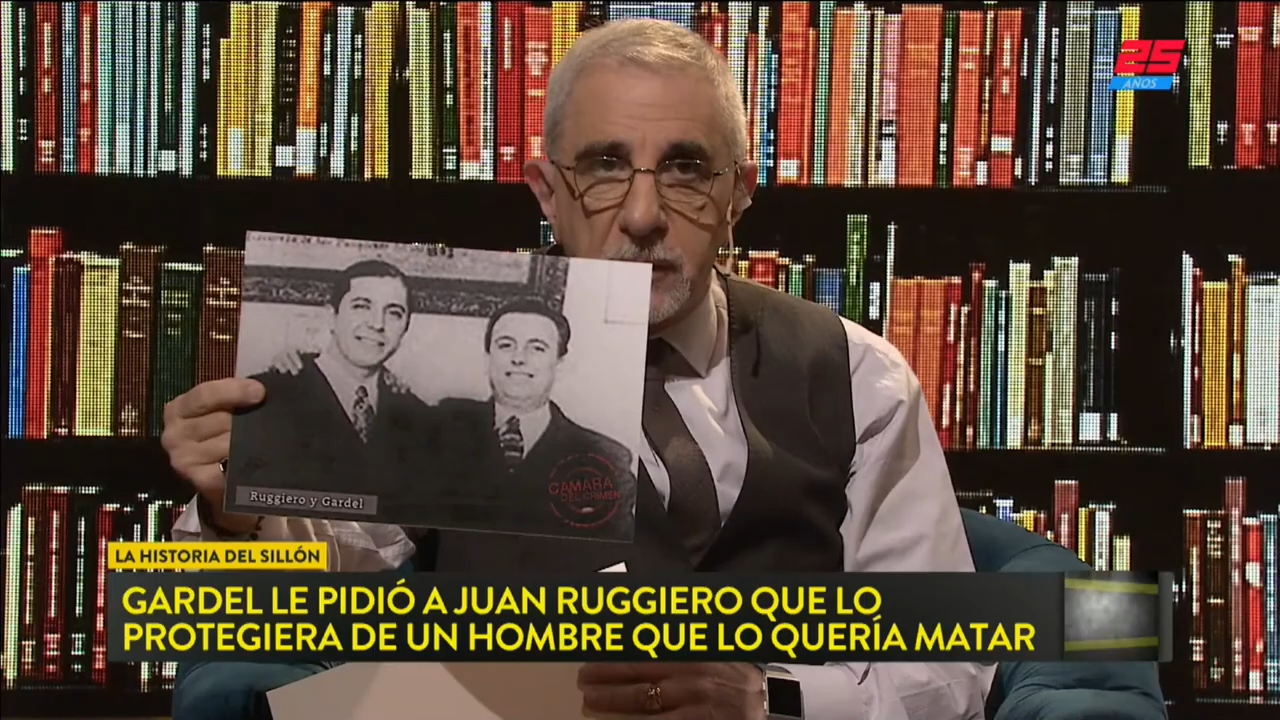 25
AÑOS
Ruggiero y Gardel
CAMARA
DEL CRIMEN
LA HISTORIA DEL SILLÓN
GARDEL LE PIDIÓ A JUAN RUGGIERO QUE LO
PROTEGIERA DE UN HOMBRE QUE LO QUERÍA MATAR